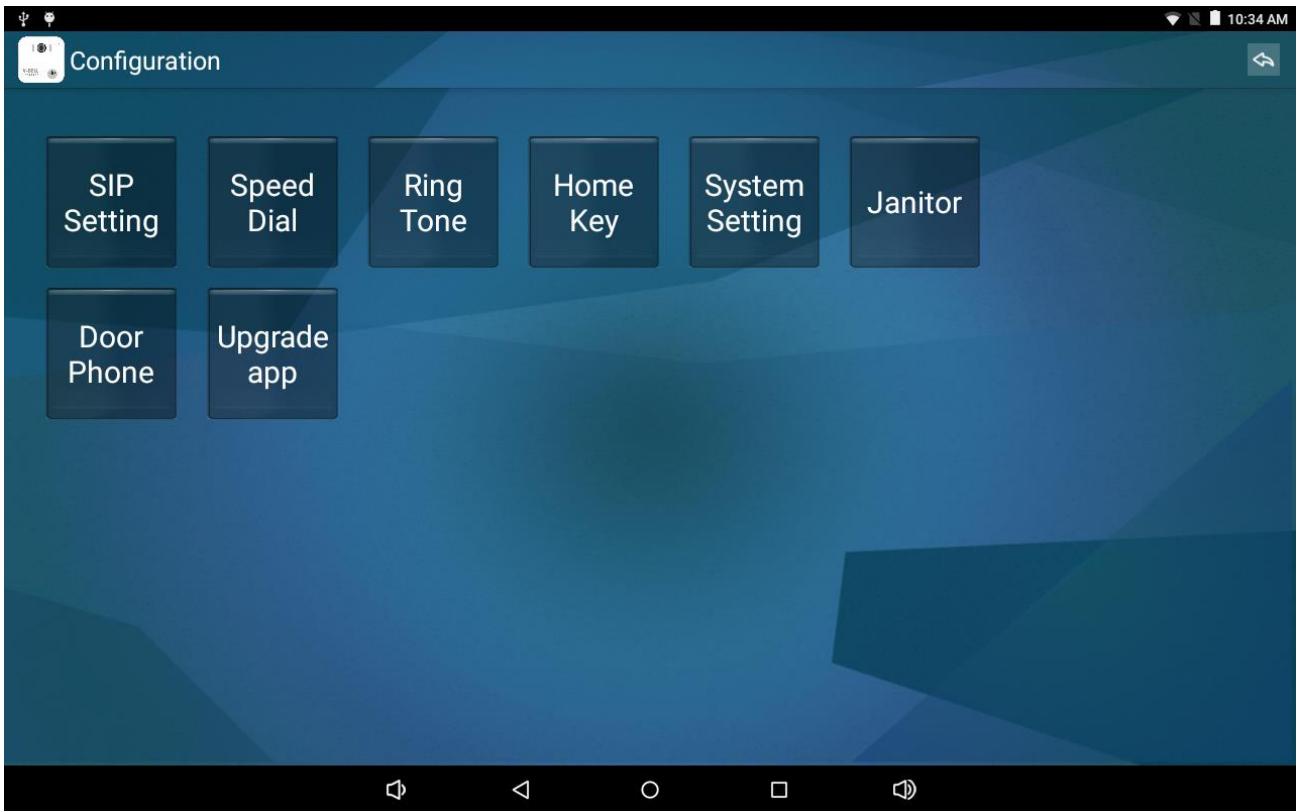 10:34 AM
Configuration
SIP
Setting
Speed
Dial
Ring
Tone
Home
Key
System
Setting
Janitor
Door
Phone
Upgrade
app